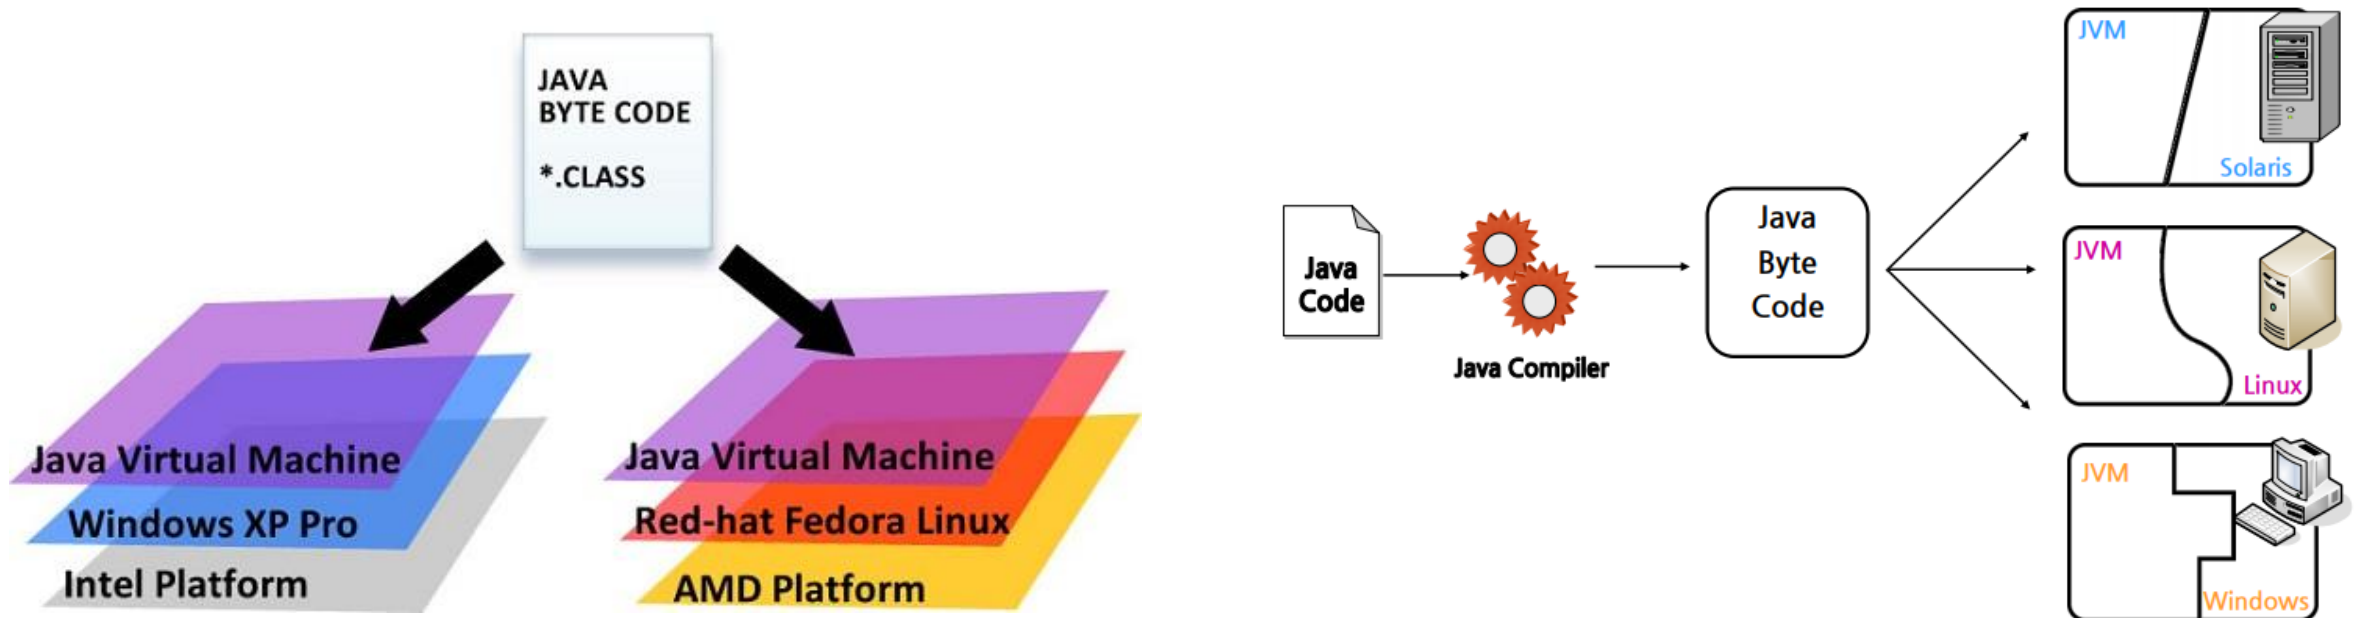 JAVA
BYTE CODE
*.CLASS
Java Virtual Machine
Windows XP Pro
Intel Platform
Java Virtual Machine
Red-hat Fedora Linux
AMD Platform
Java
Code
Java Compiler
Java
Byte
Code
JVM
Solaris
JVM
Linux
JVM
Windows